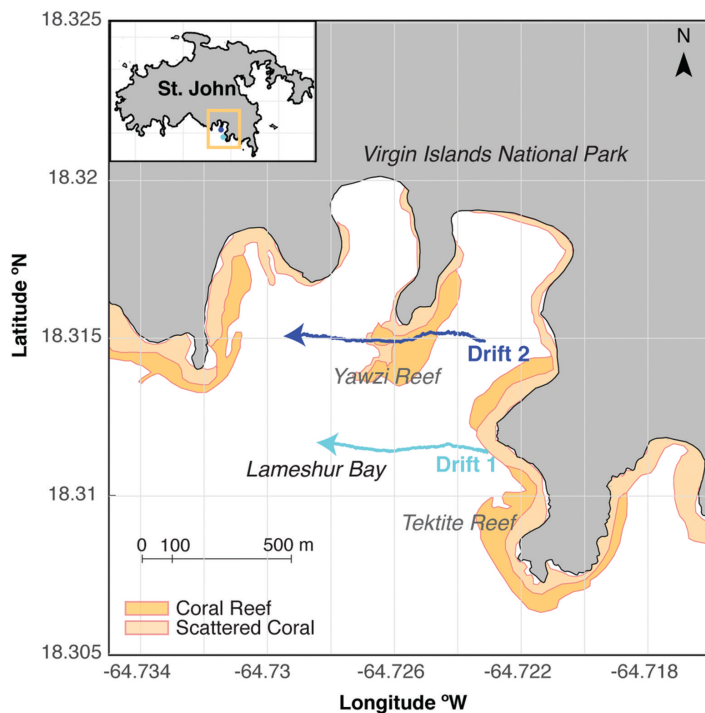 18.325
N
St. John
Virgin Islands National Park
18.32
Latitude ºN
18.315
Drift 2
Yawzi Reef
Drift 1
Lameshur Bay
18.31
Tektite Reef
0 100 500 m
Coral Reef
Scattered Coral
18.305
-64.734 -64.73 -64.726 -64.722 -64.718
Longitude ºW